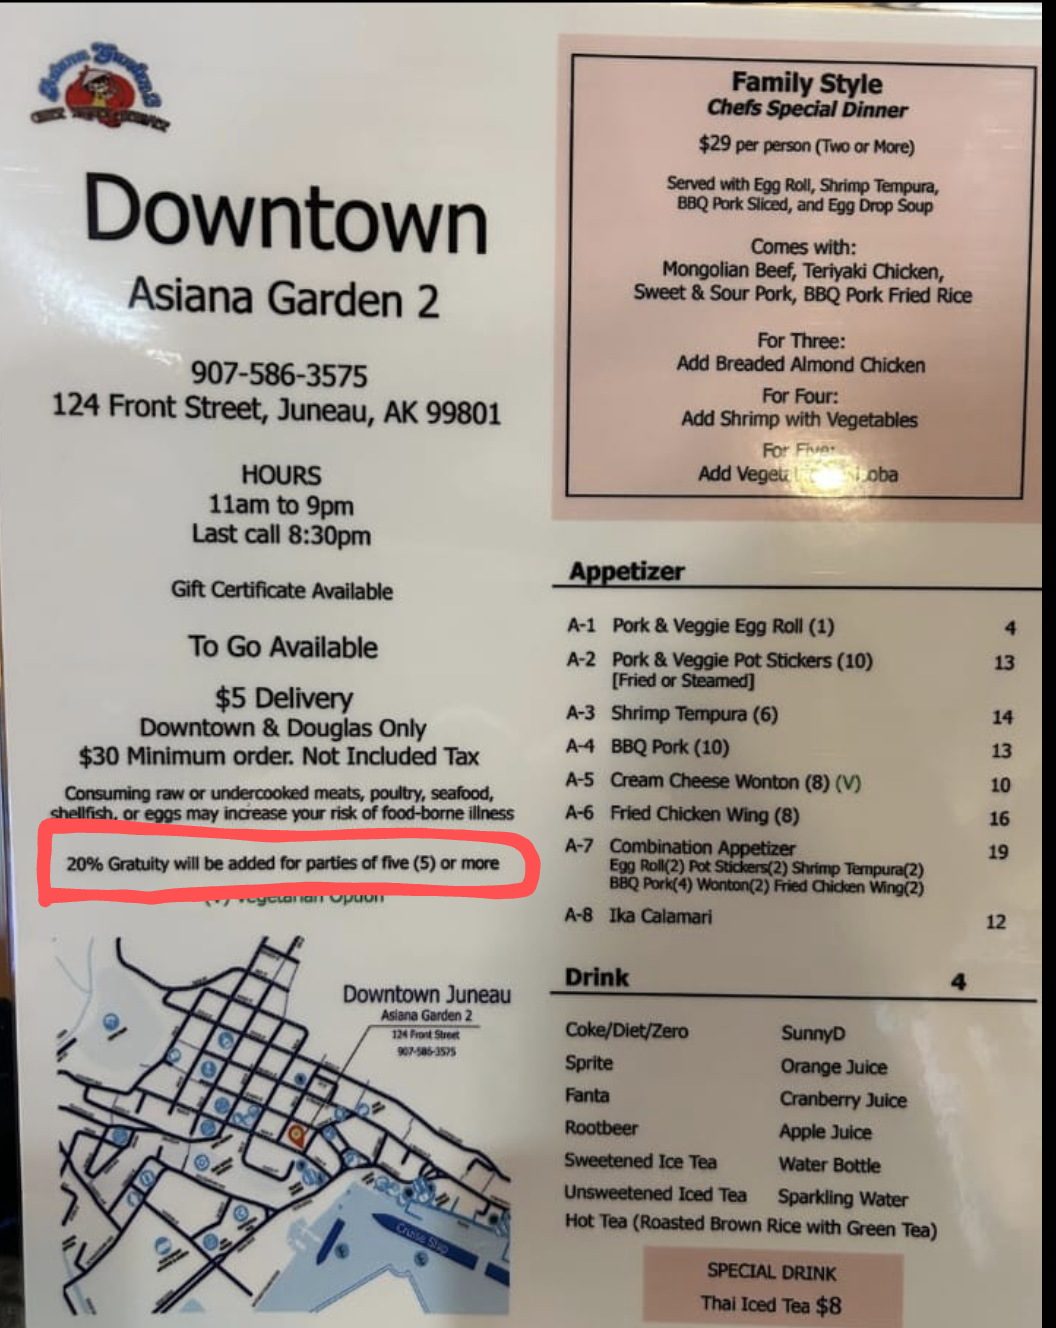 Downtown
Asiana Garden 2
907-586-3575
124 Front Street, Juneau, AK 99801
HOURS
11am to 9pm
Last call 8:30pm
Gift Certificate Available
To Go Available
$5 Delivery
Downtown & Douglas Only
$30 Minimum order. Not Included Tax
Consuming raw or undercooked meats, poultry, seafood,
shellfish, or eggs may increase your risk of food-borne illness
20% Gratuity will be added for parties of five (5) or more
(V) Vegetarian Option
Downtown Juneau
Asiana Garden 2
124 Front Street
907-586-3575
Cruise Ship
Family Style
Chefs Special Dinner
$29 per person (Two or More)
Served with Egg Roll, Shrimp Tempura,
BBQ Pork Sliced, and Egg Drop Soup
Comes with:
Mongolian Beef, Teriyaki Chicken,
Sweet & Sour Pork, BBQ Pork Fried Rice
For Three:
Add Breaded Almond Chicken
For Four:
Add Shrimp with Vegetables
For Five:
Add
Appetizer
A-1 Pork & Veggie Egg Roll (1) 4
A-2 Pork & Veggie Pot Stickers (10) 13
[Fried or Steamed]
A-3 Shrimp Tempura (6) 14
A-4 BBQ Pork (10) 13
A-5 Cream Cheese Wonton (8) (V) 10
A-6 Fried Chicken Wing (8) 16
A-7 Combination Appetizer 19
Egg Roll(2) Pot Stickers(2) Shrimp Tempura(2)
BBQ Pork(4) Wonton(2) Fried Chicken Wing(2)
A-8 Ika Calamari 12
Drink 4
Coke/Diet/Zero SunnyD
Sprite Orange Juice
Fanta Cranberry Juice
Rootbeer Apple Juice
Sweetened Ice Tea Water Bottle
Unsweetened Iced Tea Sparkling Water
Hot Tea (Roasted Brown Rice with Green Tea)
SPECIAL DRINK
Thai Iced Tea $8